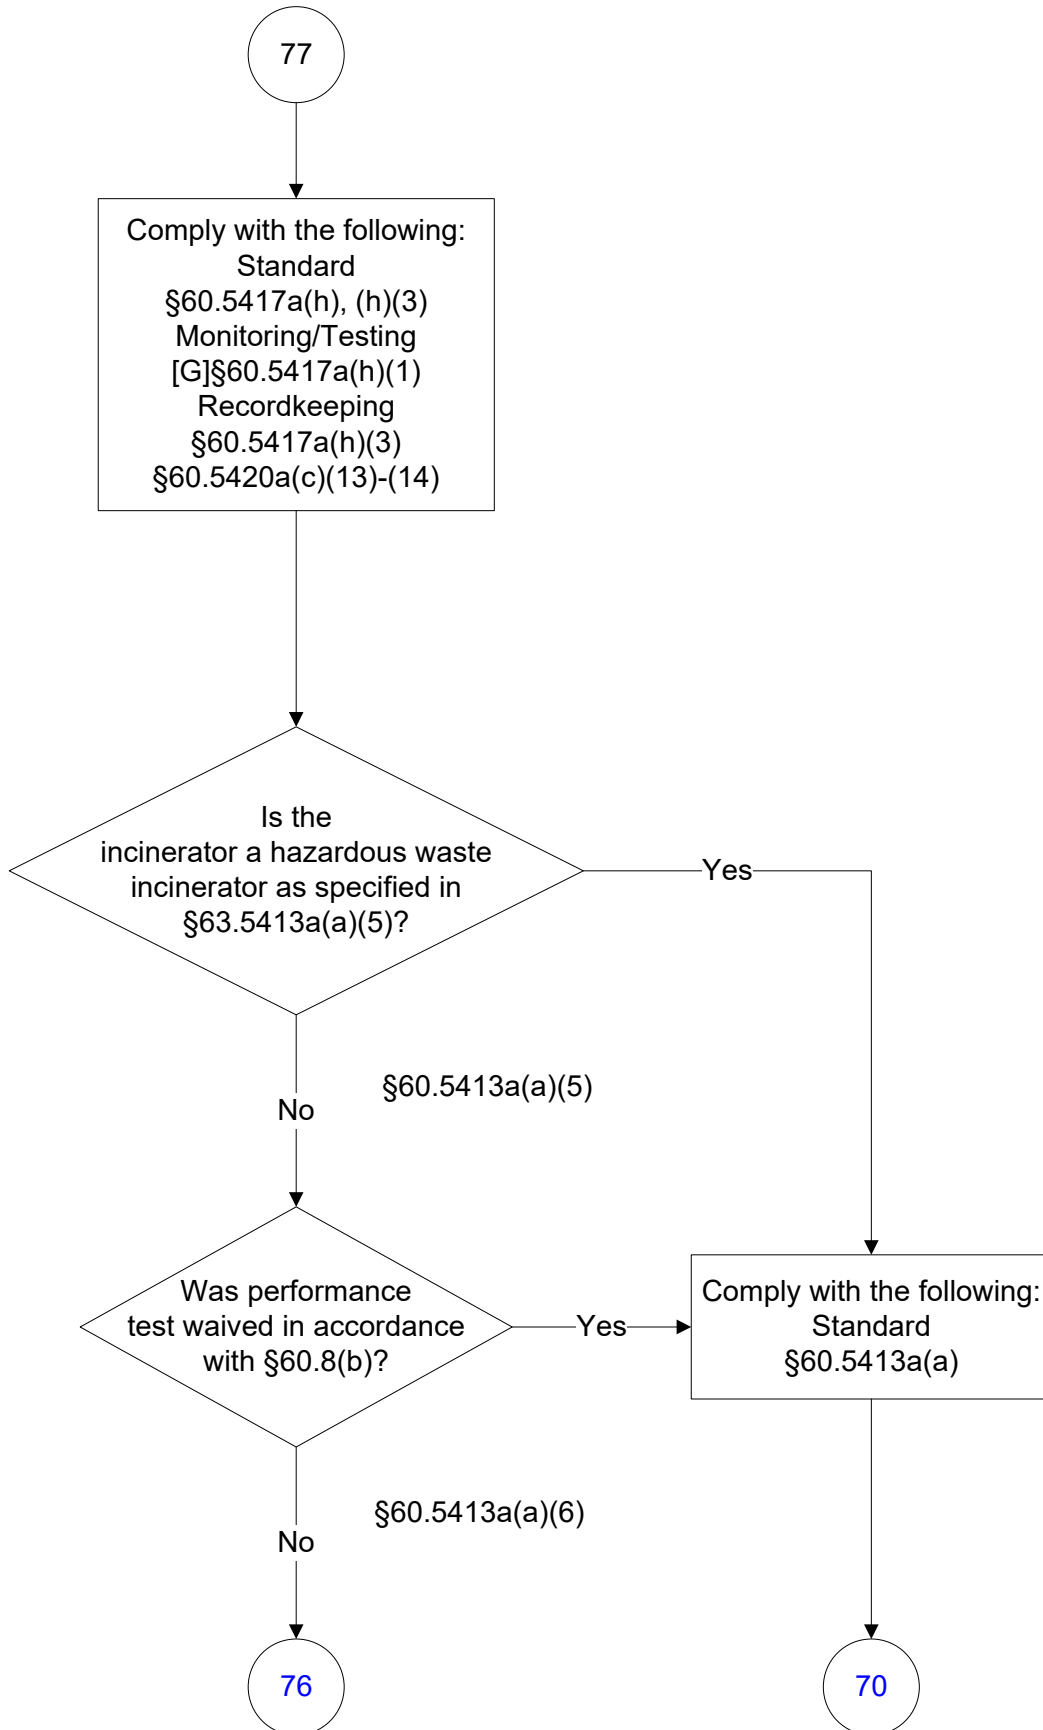 77
Comply with the following:
Standard
§60.5417a(h), (h)(3)
Monitoring/Testing
[G]§60.5417a(h)(1)
Recordkeeping
§60.5417a(h)(3)
§60.5420a(c)(13)-(14)
Is the
incinerator a hazardous waste
incinerator as specified in
§63.5413a(a)(5)?
Yes
§60.5413a(a)(5)
No
Was performance
test waived in accordance
with §60.8(b)?
Yes
Comply with the following:
Standard
§60.5413a(a)
§60.5413a(a)(6)
No
76
70